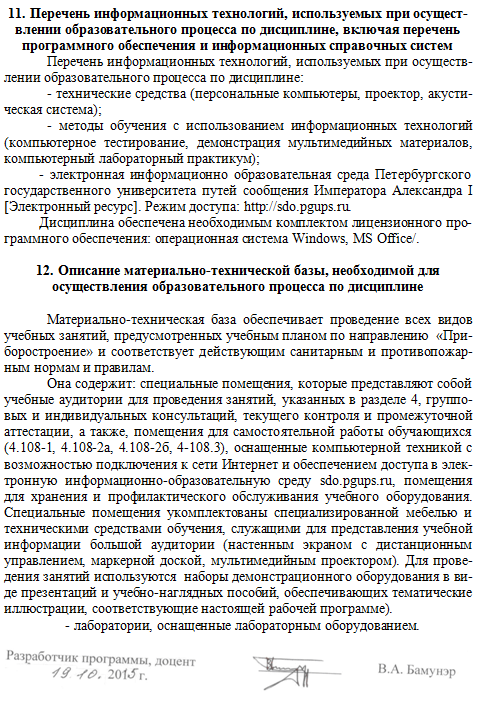 11. Перечень информационных технологий, используемых при осущест-
влении образовательного процесса по дисциплине, включая перечень
программного обеспечения и информационных справочных систем
Перечень информационных технологий, используемых при осуществ-
лении образовательного процесса по дисциплине:
- технические средства (персональные компьютеры, проектор, акусти-
ческая система);
- методы обучения с использованием информационных технологий
(компьютерное тестирование, демонстрация мультимедийных материалов,
компьютерный лабораторный практикум);
- электронная информационно образовательная среда Петербургского
государственного университета путей сообщения Императора Александра I
[Электронный ресурс]. Режим доступа: http://sdo.pgups.ru.
Дисциплина обеспечена необходимым комплектом лицензионного про-
граммного обеспечения: операционная система Windows, MS Office/.
12. Описание материально-технической базы, необходимой для
осуществления образовательного процесса по дисциплине
Материально-техническая база обеспечивает проведение всех видов
учебных занятий, предусмотренных учебным планом по направлению «При-
боростроение» и соответствует действующим санитарным и противопожар-
ным нормам и правилам.
Она содержит: специальные помещения, которые представляют собой
учебные аудитории для проведения занятий, указанных в разделе 4, группо-
вых и индивидуальных консультаций, текущего контроля и промежуточной
аттестации, а также, помещения для самостоятельной работы обучающихся
(4.108-1, 4.108-2а, 4.108-2б, 4-108.3), оснащенные компьютерной техникой с
возможностью подключения к сети Интернет и обеспечением доступа в элек-
тронную информационно-образовательную среду sdo.pgups.ru, помещения
для хранения и профилактического обслуживания учебного оборудования.
Специальные помещения укомплектованы специализированной мебелью и
техническими средствами обучения, служащими для представления учебной
информации большой аудитории (настенным экраном с дистанционным
управлением, маркерной доской, мультимедийным проектором). Для прове-
дения занятий используются наборы демонстрационного оборудования в ви-
де презентаций и учебно-наглядных пособий, обеспечивающих тематические
иллюстрации, соответствующие настоящей рабочей программе).
- лаборатории, оснащенные лабораторным оборудованием.
Разработчик программы, доцент
В.А. Бамунэр
19.10.2015 г.